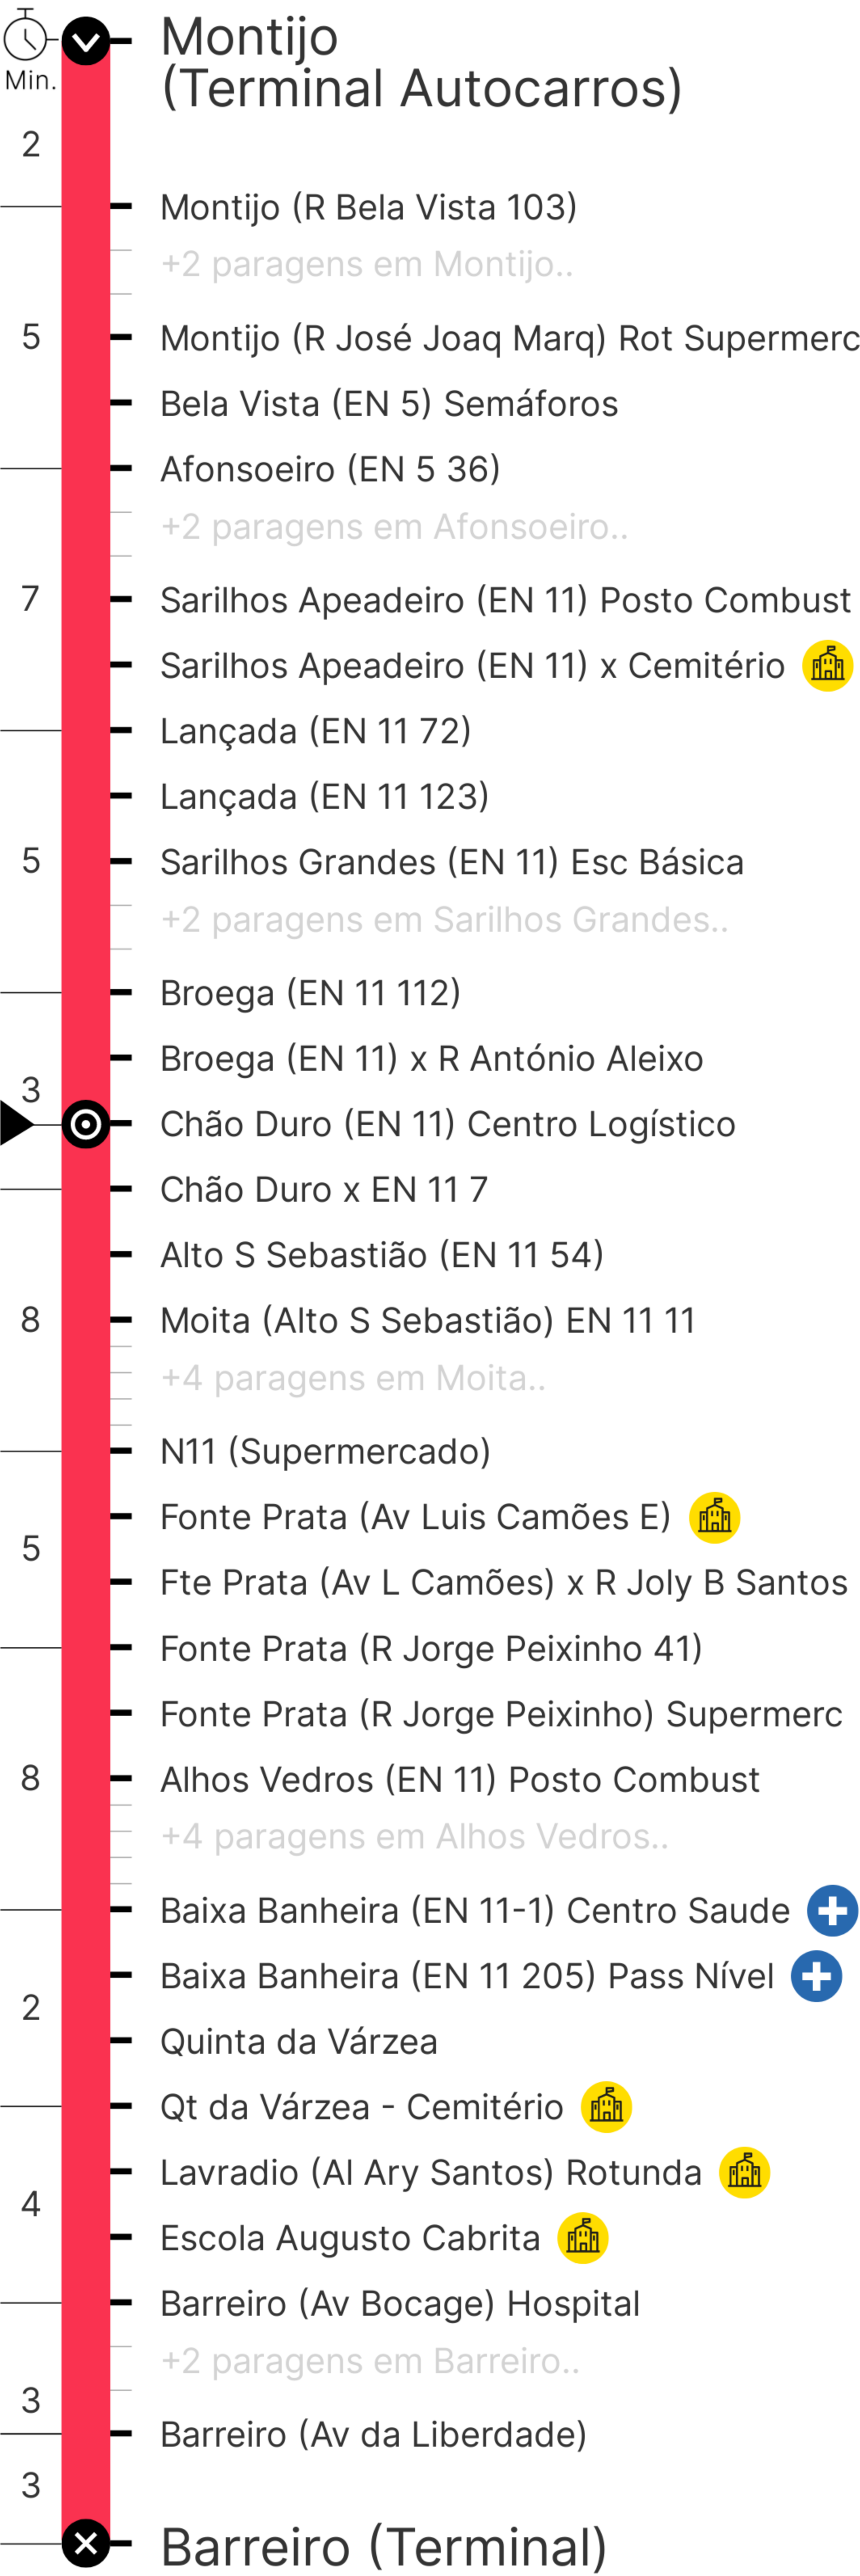 Montijo
(Terminal Autocarros)
Min.
2
Montijo (R Bela Vista 103)
+2 paragens em Montijo..
5
Montijo (R José Joaq Marq) Rot Supermerc
Bela Vista (EN 5) Semáforos
Afonsoeiro (EN 5 36)
+2 paragens em Afonsoeiro..
7
Sarilhos Apeadeiro (EN 11) Posto Combust
Sarilhos Apeadeiro (EN 11) x Cemitério
Lançada (EN 11 72)
Lançada (EN 11 123)
5
Sarilhos Grandes (EN 11) Esc Básica
+2 paragens em Sarilhos Grandes..
Broega (EN 11 112)
Broega (EN 11) x R António Aleixo
3
Chão Duro (EN 11) Centro Logístico
Chão Duro x EN 11 7
Alto S Sebastião (EN 11 54)
8
Moita (Alto S Sebastião) EN 11 11
+4 paragens em Moita..
N11 (Supermercado)
Fonte Prata (Av Luis Camões E)
5
Fte Prata (Av L Camões) x R Joly B Santos
Fonte Prata (R Jorge Peixinho 41)
Fonte Prata (R Jorge Peixinho) Supermerc
8
Alhos Vedros (EN 11) Posto Combust
+4 paragens em Alhos Vedros..
Baixa Banheira (EN 11-1) Centro Saude
Baixa Banheira (EN 11 205) Pass Nível
2
Quinta da Várzea
Qt da Várzea - Cemitério
Lavradio (Al Ary Santos) Rotunda
4
Escola Augusto Cabrita
Barreiro (Av Bocage) Hospital
+2 paragens em Barreiro..
3
Barreiro (Av da Liberdade)
3
Barreiro (Terminal)